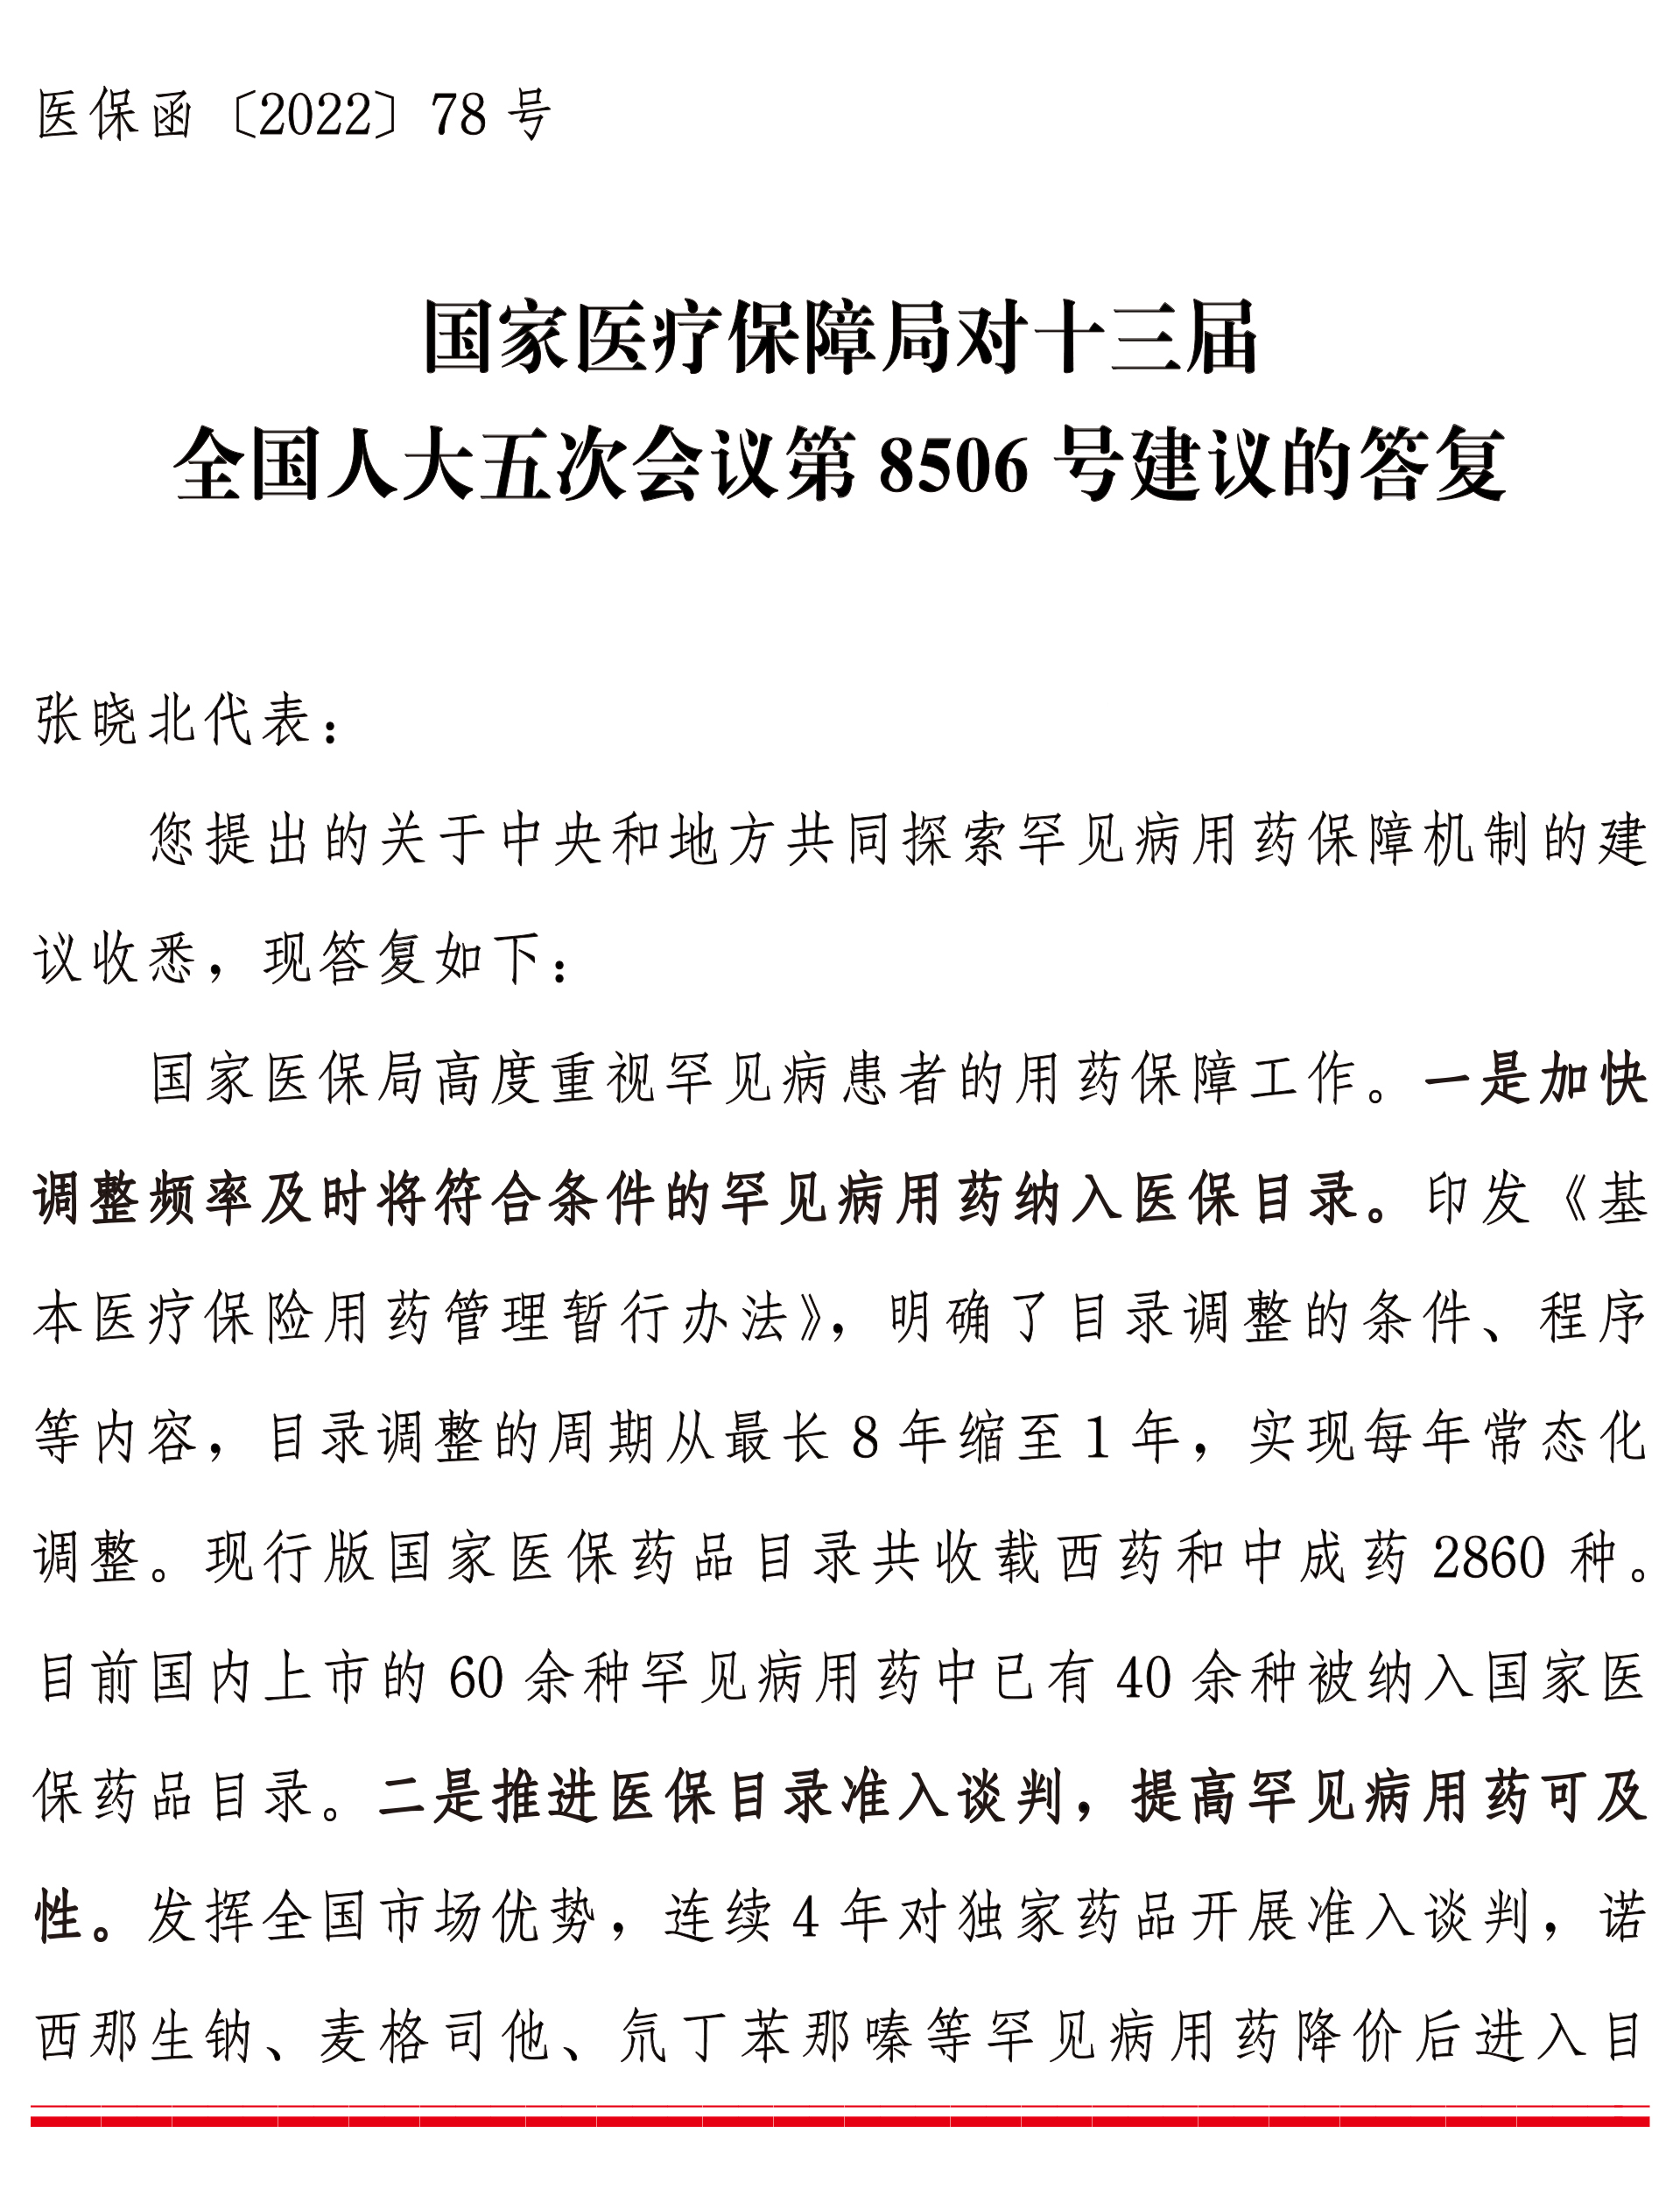 医保函〔2022〕78 号
国家医疗保障局对十三届
全国人大五次会议第 8506 号建议的答复
张晓北代表：
您提出的关于中央和地方共同探索罕见病用药保障机制的建
议收悉，现答复如下：
国家医保局高度重视罕见病患者的用药保障工作。一是加快
调整频率及时将符合条件的罕见病用药纳入医保目录。印发《基
本医疗保险用药管理暂行办法》，明确了目录调整的条件、程序
等内容，目录调整的周期从最长 8 年缩至 1 年，实现每年常态化
调整。现行版国家医保药品目录共收载西药和中成药 2860 种。
目前国内上市的 60 余种罕见病用药中已有 40 余种被纳入国家医
保药品目录。二是推进医保目录准入谈判，提高罕见病用药可及
性。发挥全国市场优势，连续 4 年对独家药品开展准入谈判，诺
西那生钠、麦格司他、氘丁苯那嗪等罕见病用药降价后进入目